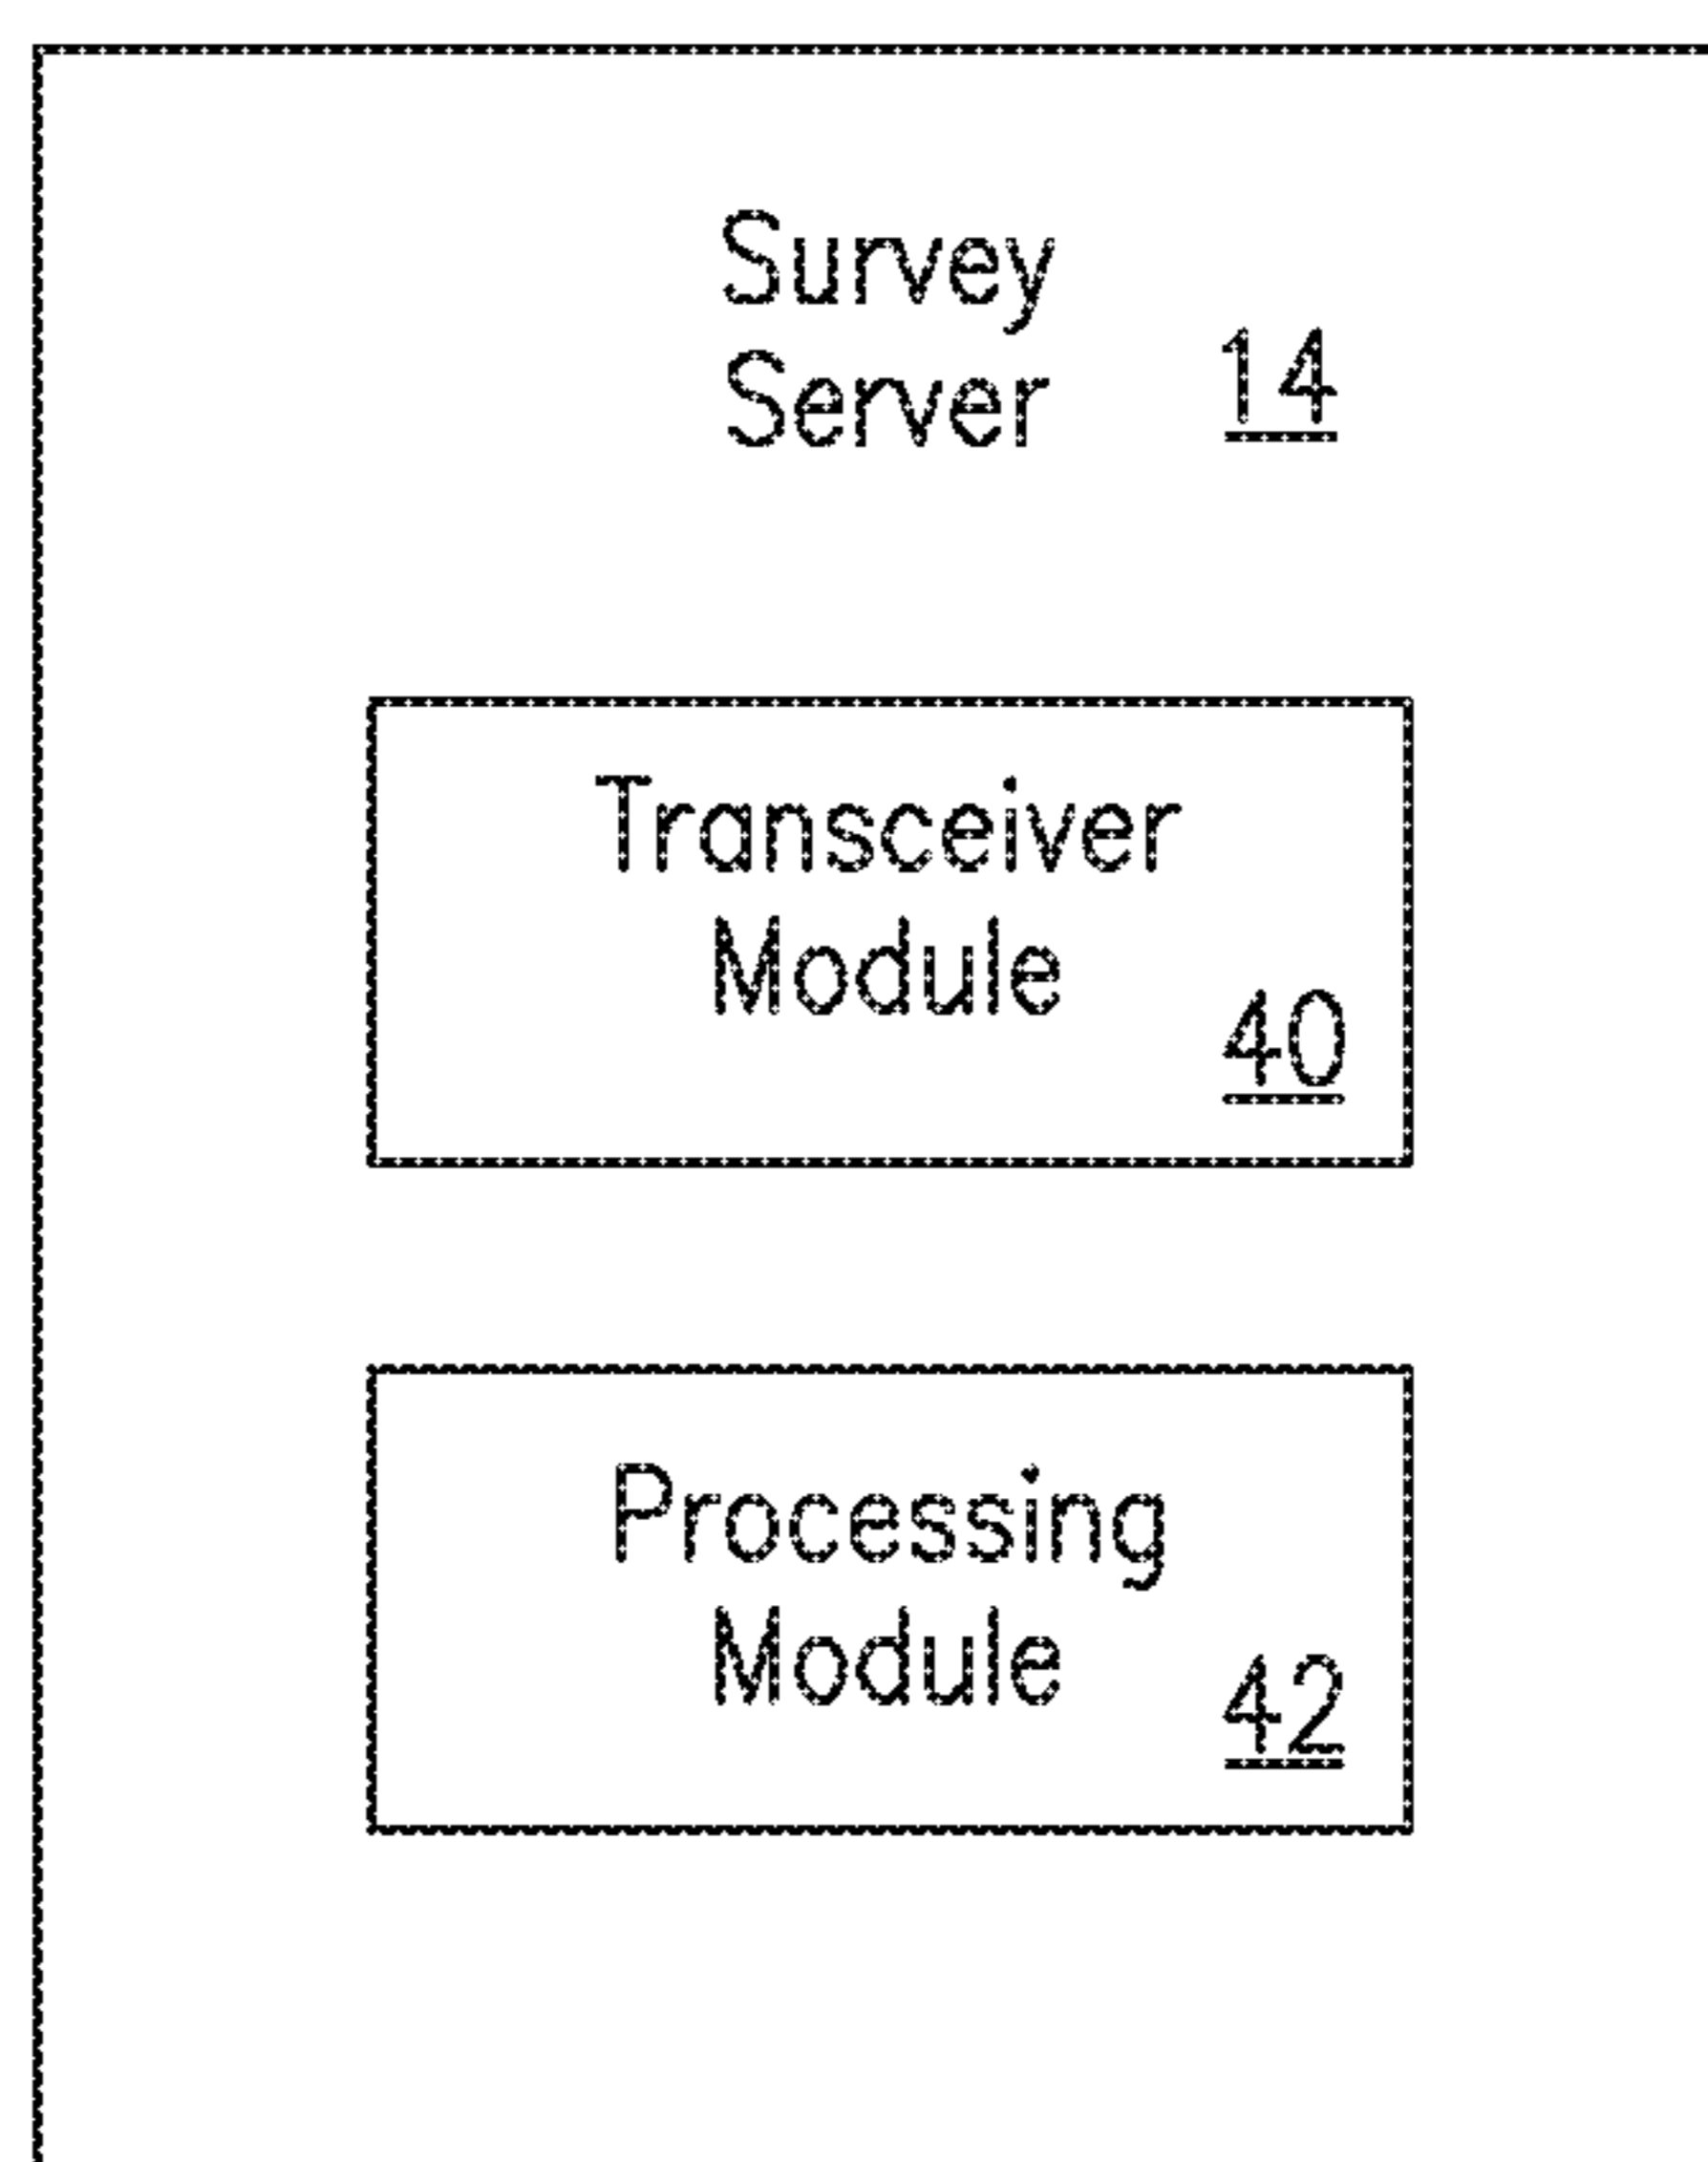 Survey
Server 14
Transceiver
Module
40
Processing
Module
42